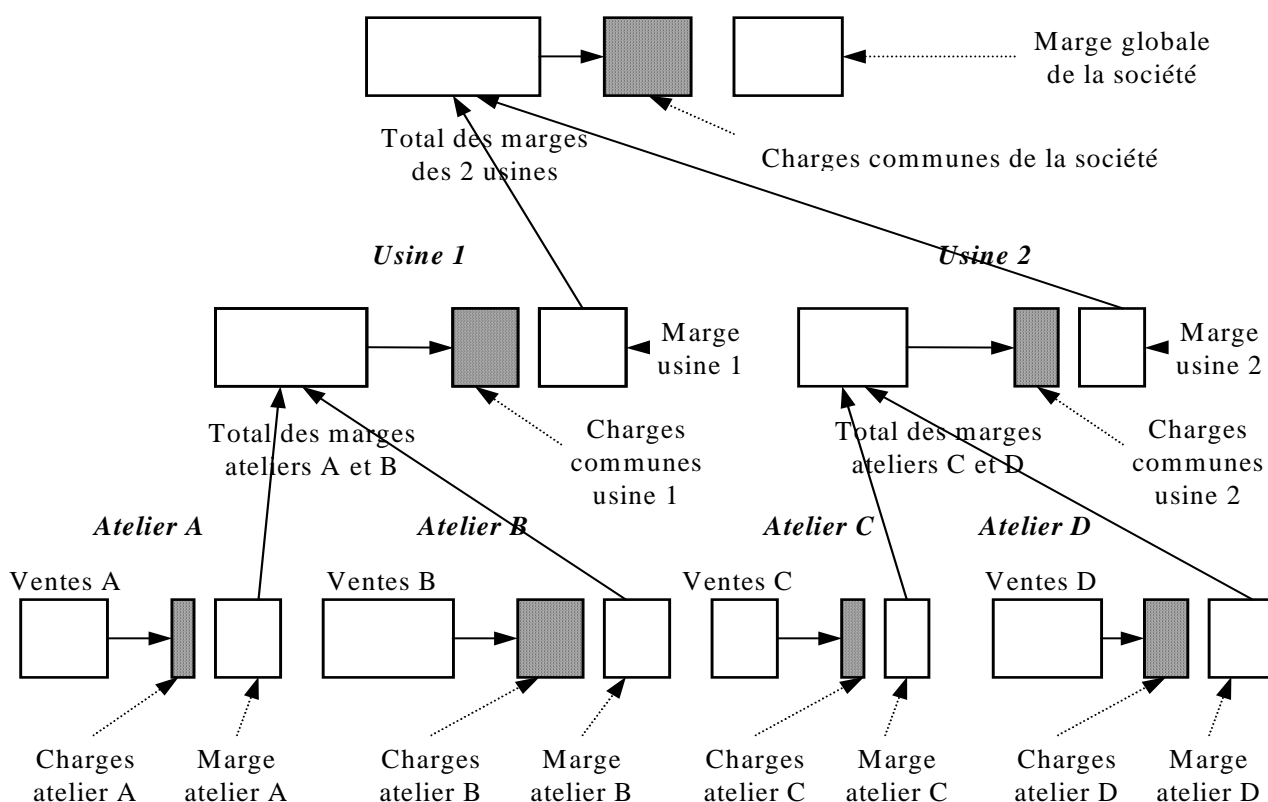 Marge globale
de la société
Total des marges
des 2 usines
Charges communes de la société
Usine 1
Usine 2
Marge
usine 1
Marge
usine 2
Total des marges
ateliers A et B
Charges
communes
usine 1
Total des marges
ateliers C et D
Charges
communes
usine 2
Atelier A
Atelier B
Atelier C
Atelier D
Ventes A
Ventes B
Ventes C
Ventes D
Charges
atelier A
Marge
atelier A
Charges
atelier B
Marge
atelier B
Charges
atelier C
Marge
atelier C
Charges
atelier D
Marge
atelier D